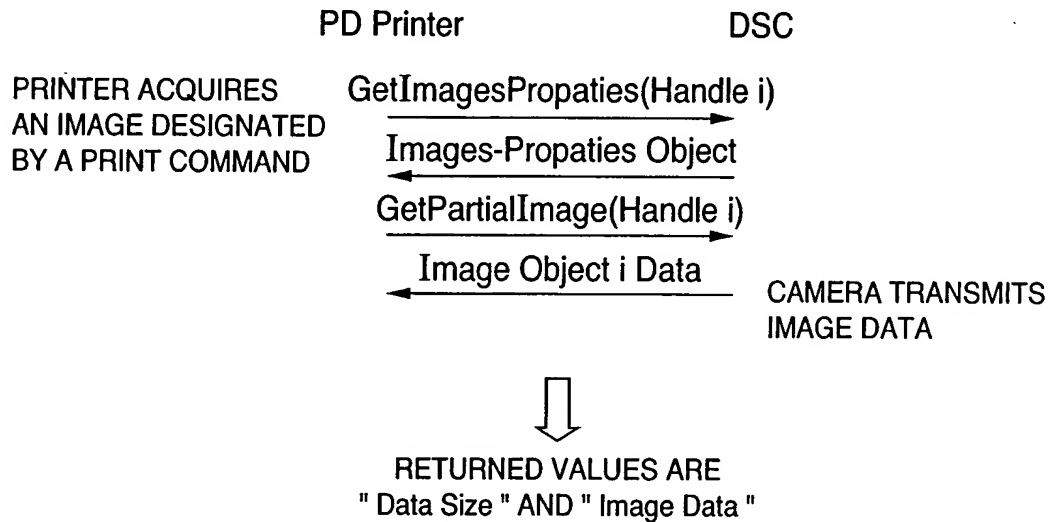 PD Printer DSC
PRINTER ACQUIRES
AN IMAGE DESIGNATED
BY A PRINT COMMAND
GetImagesPropaties(Handle i)
Images-Propaties Object
GetPartialImage(Handle i)
Image Object i Data
CAMERA TRANSMITS
IMAGE DATA
RETURNED VALUES ARE
" Data Size " AND " Image Data "